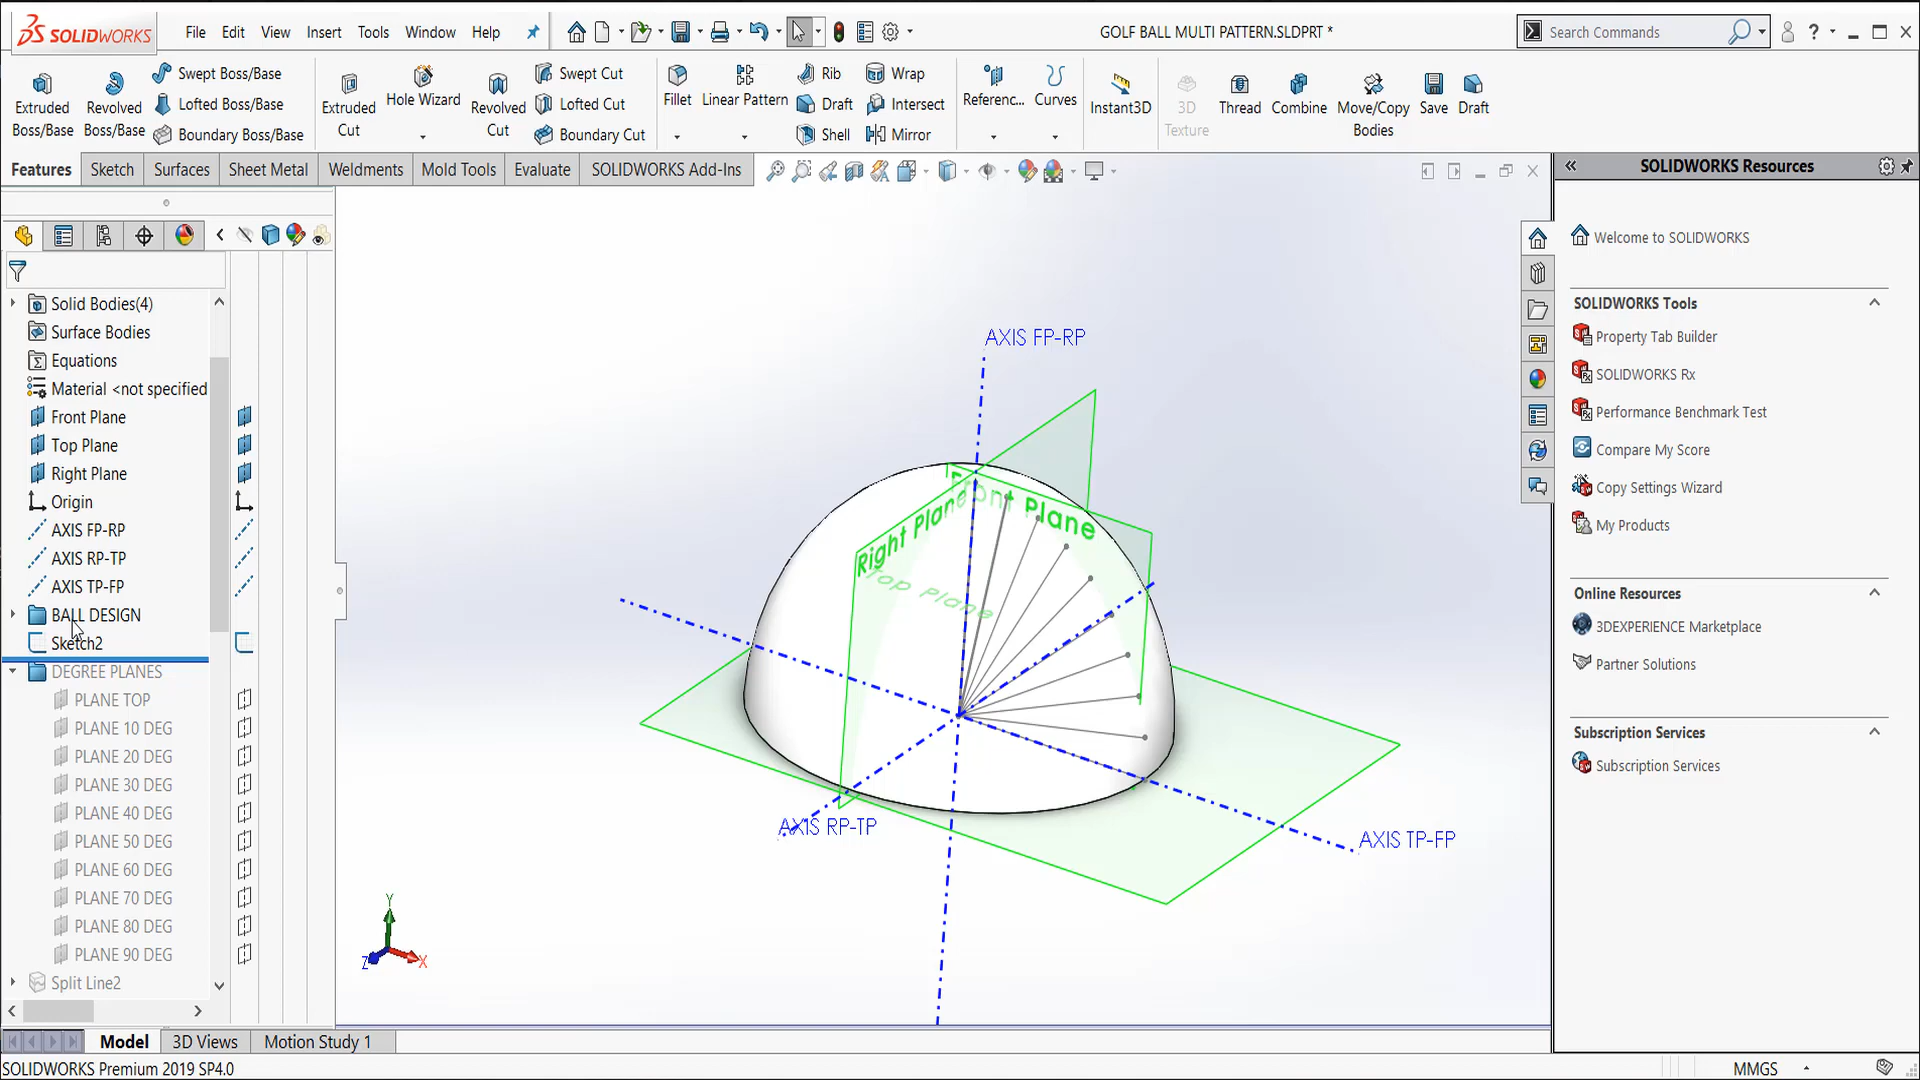 SOLIDWORKS
File Edit View Insert Tools Window Help
GOLF BALL MULTI PATTERN.SLDPRT *
Search Commands
Extruded Boss/Base
Revolved Boss/Base
Swept Boss/Base
Lofted Boss/Base
Boundary Boss/Base
Extruded Cut
Hole Wizard
Revolved Cut
Swept Cut
Lofted Cut
Boundary Cut
Fillet
Linear Pattern
Rib
Draft
Shell
Wrap
Intersect
Mirror
Referenc...
Curves
Instant3D
3D Texture
Thread
Combine
Move/Copy Bodies
Save
Draft
Features Sketch Surfaces Sheet Metal Weldments Mold Tools Evaluate SOLIDWORKS Add-Ins
Solid Bodies(4)
Surface Bodies
Equations
Material <not specified
Front Plane
Top Plane
Right Plane
Origin
AXIS FP-RP
AXIS RP-TP
AXIS TP-FP
BALL DESIGN
Sketch2
DEGREE PLANES
PLANE TOP
PLANE 10 DEG
PLANE 20 DEG
PLANE 30 DEG
PLANE 40 DEG
PLANE 50 DEG
PLANE 60 DEG
PLANE 70 DEG
PLANE 80 DEG
PLANE 90 DEG
Split Line2
AXIS FP-RP
Front Plane
Right Plane
Top Plane
AXIS RP-TP
AXIS TP-FP
Y
Z
X
SOLIDWORKS Resources
Welcome to SOLIDWORKS
SOLIDWORKS Tools
Property Tab Builder
SOLIDWORKS Rx
Performance Benchmark Test
Compare My Score
Copy Settings Wizard
My Products
Online Resources
3DEXPERIENCE Marketplace
Partner Solutions
Subscription Services
Subscription Services
Model 3D Views Motion Study 1
SOLIDWORKS Premium 2019 SP4.0
MMGS